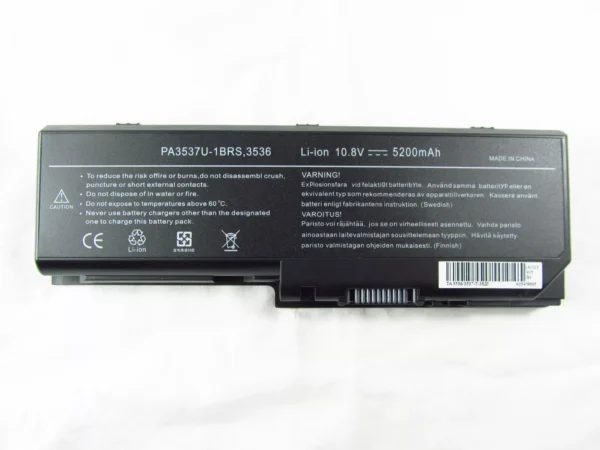 PA3537U-1BRS,3536
Li-ion 10.8V 5200mAh
• To reduce the risk offire or burns,do not disassembl crush,
puncture or short external contacts.
• Do not dispose of in water or fire.
• Do not expose to temperatures above 60 °C.
• Never use battery chargers other than the designated
one to charge this battery pack.
CE
Li-ion
WARNING!
ExPlosionsfara vid felaktigt batteribyte. Använd samma batterityp eller en
ekvivalent typ som rekommenderas av apparattillverkaren. Kassera använt
batteri enligt fabrikantens instruktion. (Swedish)
VAROITUS!
Paristo voi räjähtää, jos se on virheellisesti asennettu. Vaihda paristo
ainoastaan laitevalmistajan suosittelemaan tyyppiin. Hävitä käytetty
paristo valmistagan ohjeiden mukaisesti. (Finnish)
MADE IN CHINA